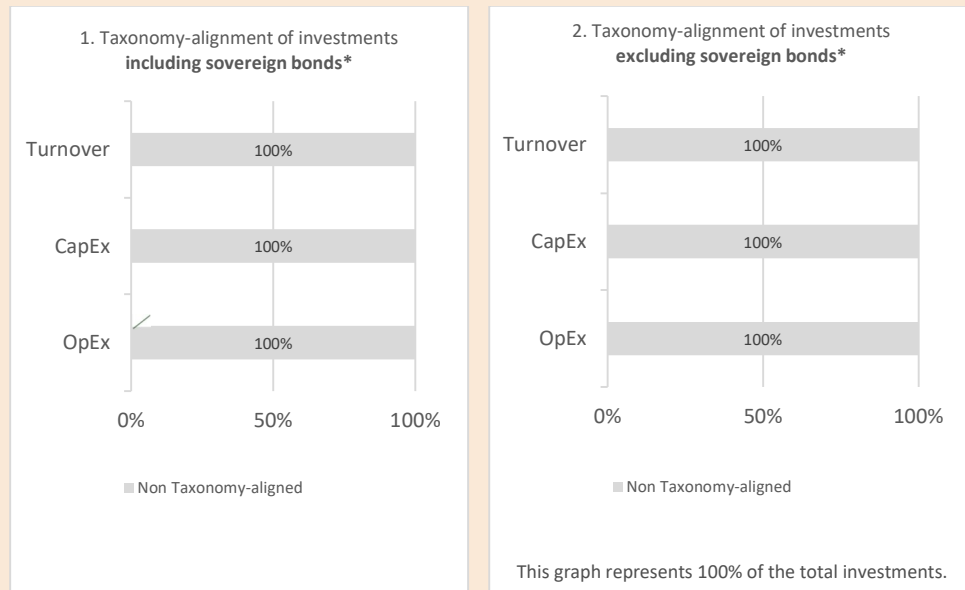 1. Taxonomy-alignment of investments
including sovereign bonds*
Turnover
100%
CapEx
100%
OpEx
100%
0%
50%
100%
Non Taxonomy-aligned
2. Taxonomy-alignment of investments
excluding sovereign bonds*
Turnover
100%
CapEx
100%
OpEx
100%
0%
50%
100%
Non Taxonomy-aligned
This graph represents 100% of the total investments.